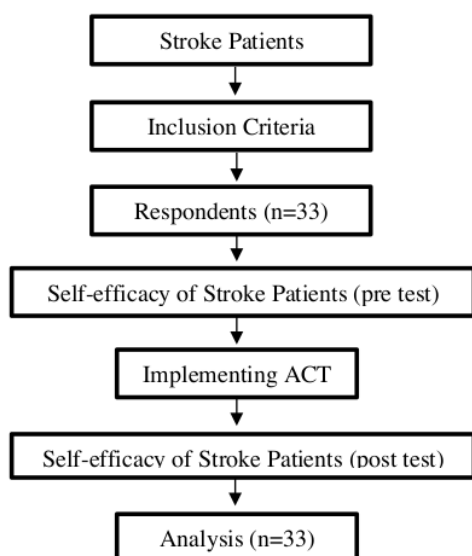 Stroke Patients
Inclusion Criteria
Respondents (n=33)
Self-efficacy of Stroke Patients (pre test)
Implementing ACT
Self-efficacy of Stroke Patients (post test)
Analysis (n=33)